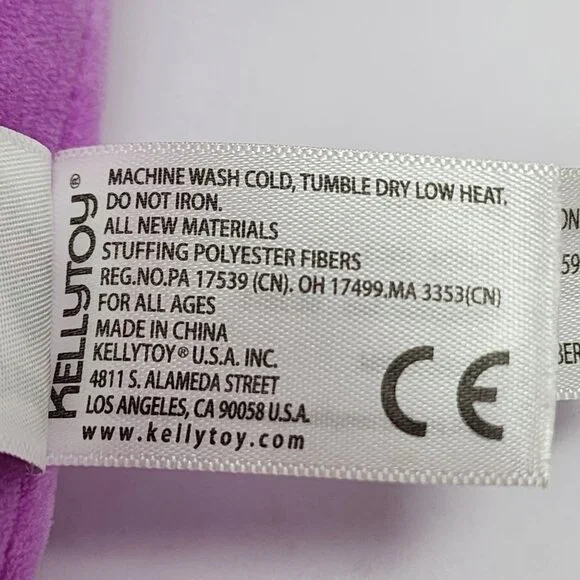 KELLYTOY®
MACHINE WASH COLD, TUMBLE DRY LOW HEAT.
DO NOT IRON.
ALL NEW MATERIALS
STUFFING POLYESTER FIBERS
REG.NO.PA 17539 (CN). OH 17499.MA 3353(CN)
FOR ALL AGES
MADE IN CHINA
KELLYTOY® U.S.A. INC.
4811 S. ALAMEDA STREET
LOS ANGELES, CA 90058 U.S.A.
www.kellytoy.com
CE